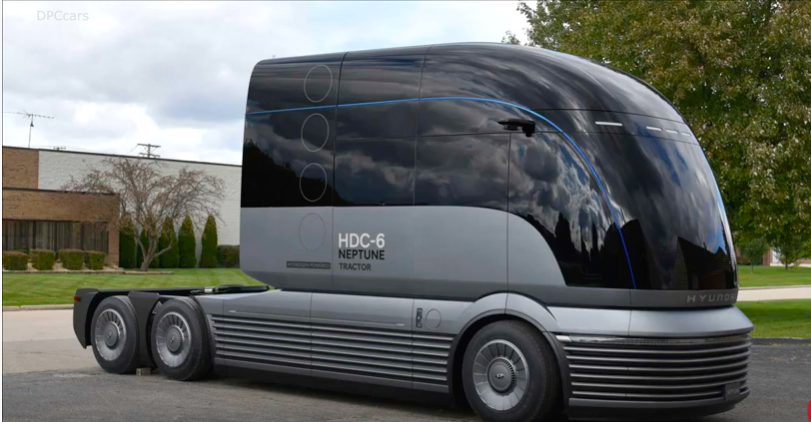 DPCcars
HDC-6
NEPTUNE
TRACTOR
HYUNDAI